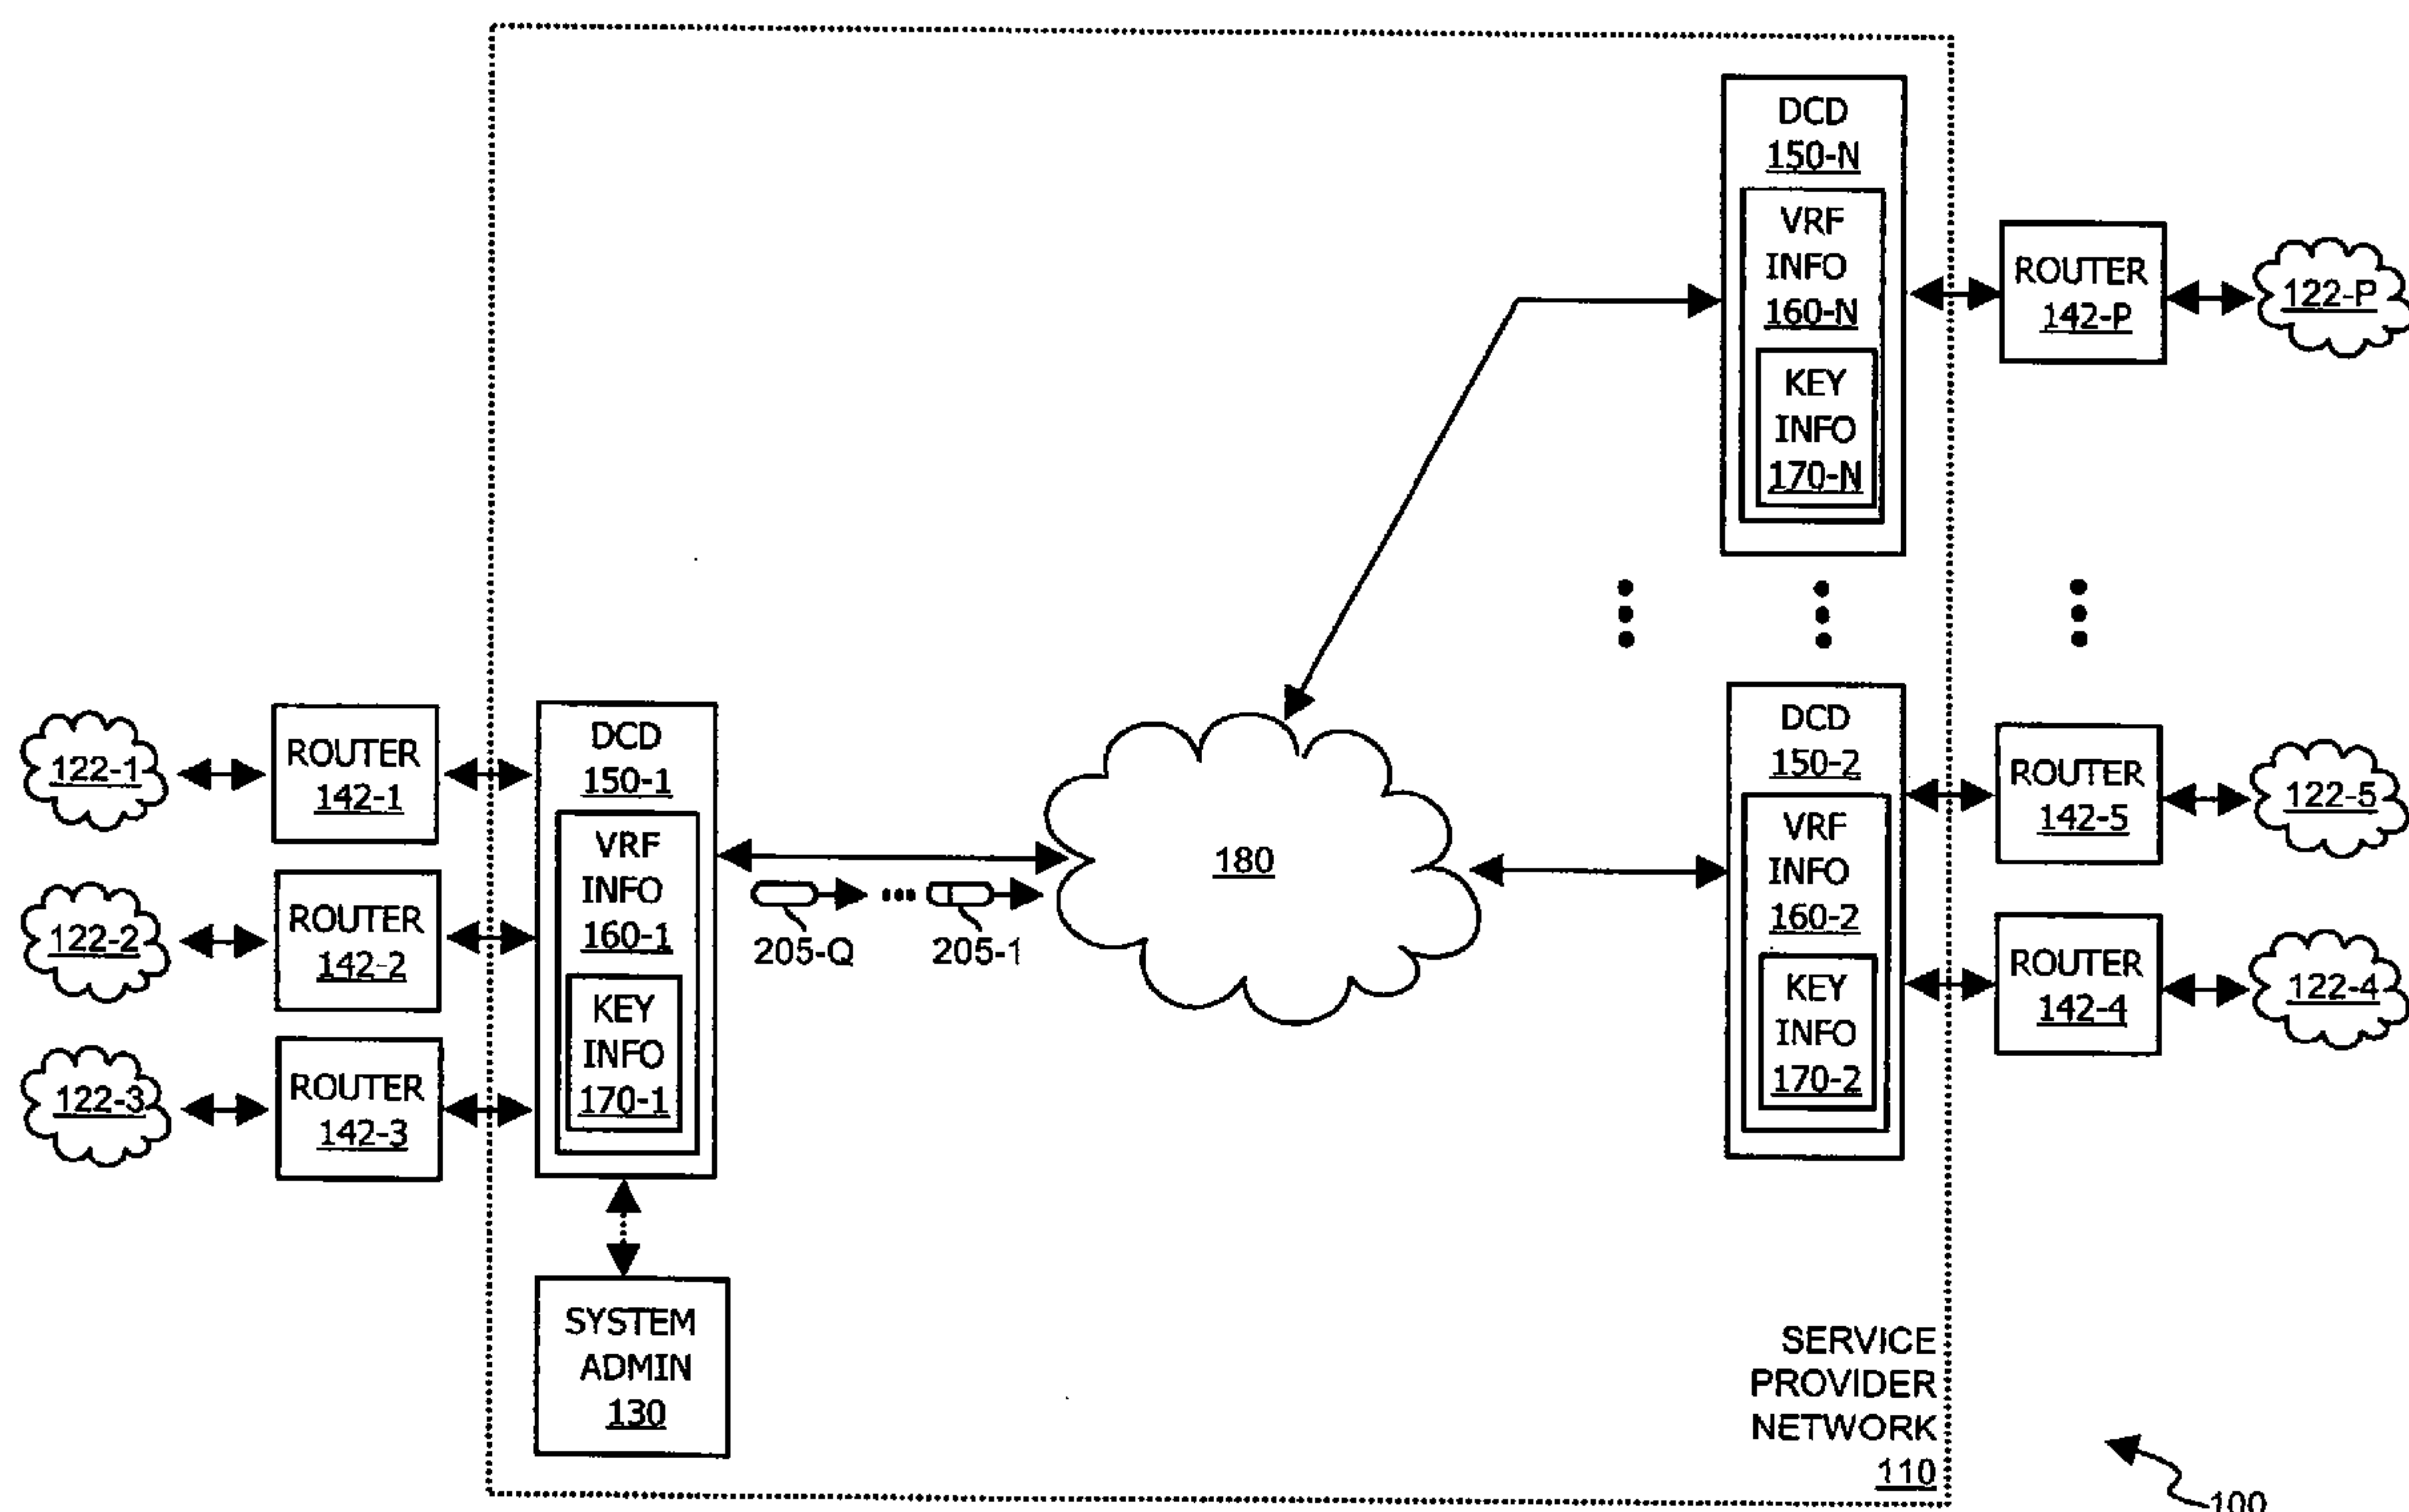 DCD
150-N
VRF
INFO
160-N
KEY
INFO
170-N
ROUTER
142-P
122-P
122-1
ROUTER
142-1
122-2
ROUTER
142-2
122-3
ROUTER
142-3
DCD
150-1
VRF
INFO
160-1
KEY
INFO
170-1
205-Q
205-1
180
DCD
150-2
VRF
INFO
160-2
KEY
INFO
170-2
ROUTER
142-5
122-5
ROUTER
142-4
122-4
SYSTEM
ADMIN
130
SERVICE
PROVIDER
NETWORK
110
100